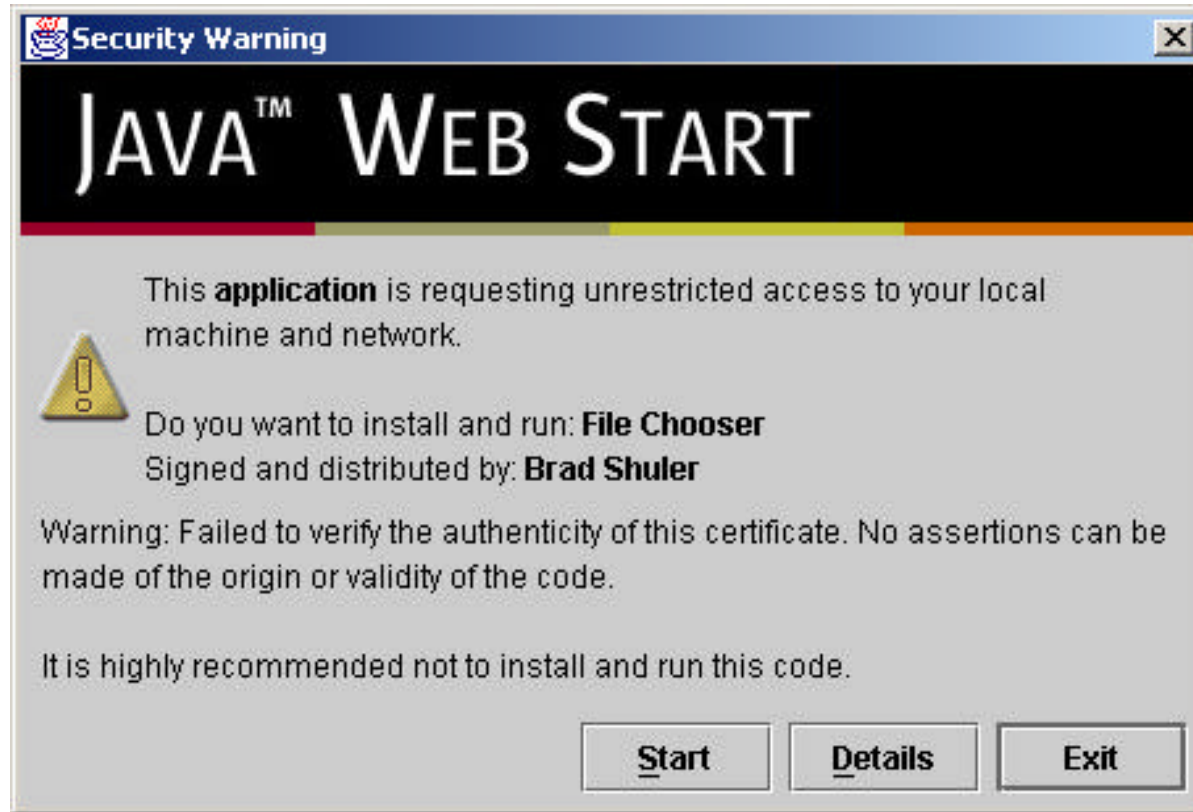 Security Warning
JAVA™ WEB START
This application is requesting unrestricted access to your local
machine and network.
Do you want to install and run: File Chooser
Signed and distributed by: Brad Shuler
Warning: Failed to verify the authenticity of this certificate. No assertions can be
made of the origin or validity of the code.
It is highly recommended not to install and run this code.
Start Details Exit